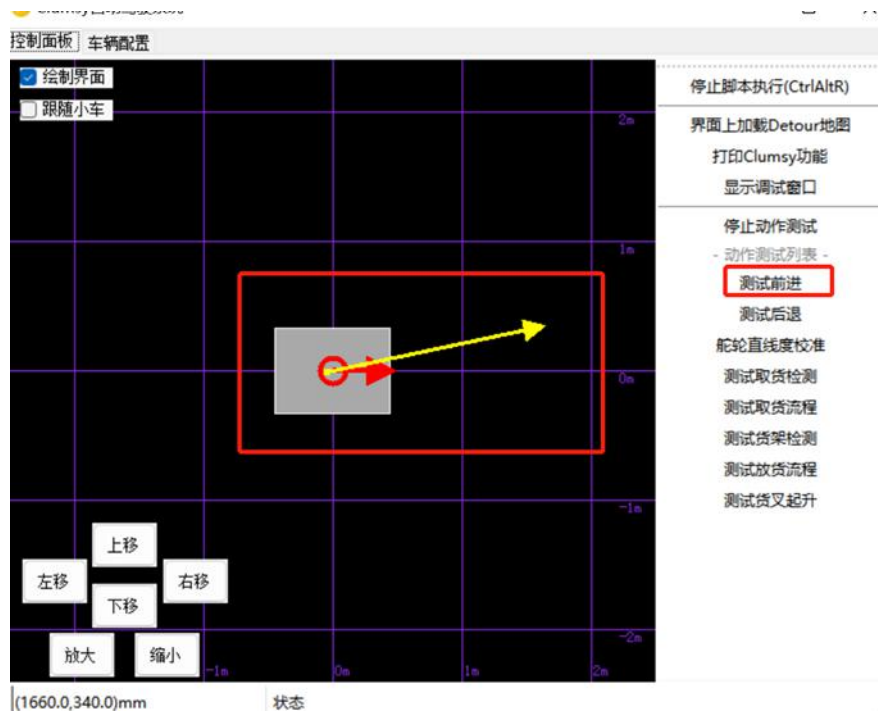 控制面板 车辆配置
绘制界面
跟随小车
停止脚本执行(CtrlAltR)
界面上加载Detour地图
打印Clumsy功能
显示调试窗口
停止动作测试
- 动作测试列表 -
测试前进
测试后退
舵轮直线度校准
测试取货检测
测试取货流程
测试货架检测
测试放货流程
测试货叉起升
2m
1m
0m
-1m
-2m
上移
左移 右移
下移
放大 缩小
-1m 0m 1m 2m
(1660.0,340.0)mm 状态